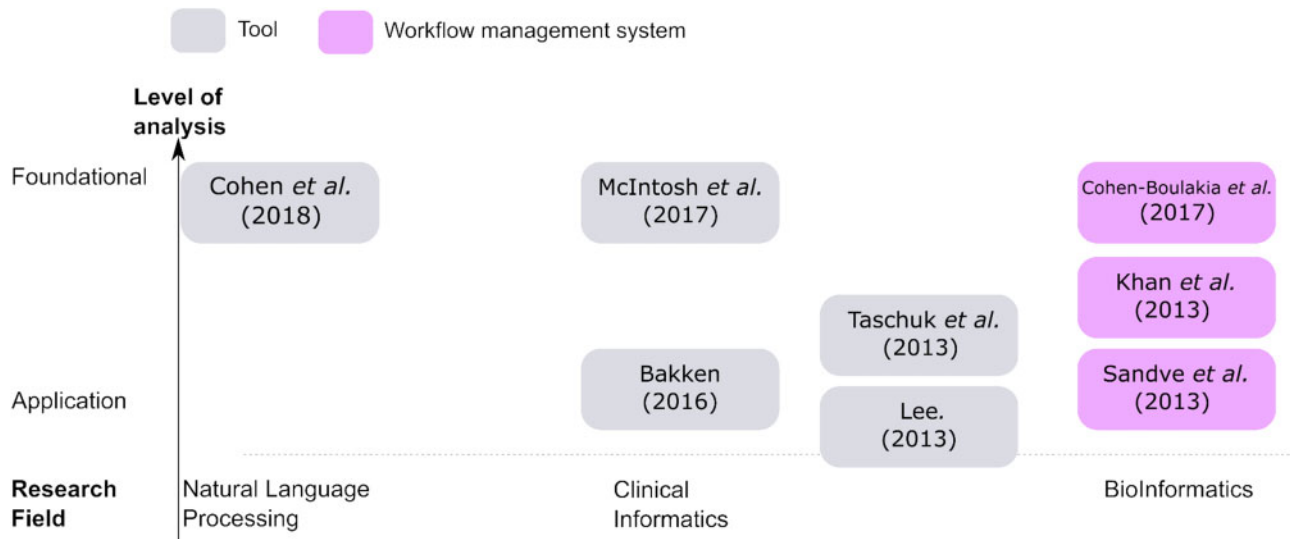 Tool
Workflow management system
Level of
analysis
Foundational
Cohen et al.
(2018)
McIntosh et al.
(2017)
Cohen-Boulakia et al.
(2017)
Khan et al.
(2013)
Taschuk et al.
(2013)
Application
Bakken
(2016)
Sandve et al.
(2013)
Lee.
(2013)
Research
Field
Natural Language
Processing
Clinical
Informatics
BioInformatics